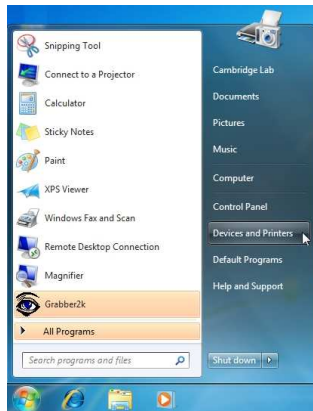 Snipping Tool
Connect to a Projector
Calculator
Sticky Notes
Paint
XPS Viewer
Windows Fax and Scan
Remote Desktop Connection
Magnifier
Grabber2k
All Programs
Search programs and files
Cambridge Lab
Documents
Pictures
Music
Computer
Control Panel
Devices and Printers
Default Programs
Help and Support
Shut down